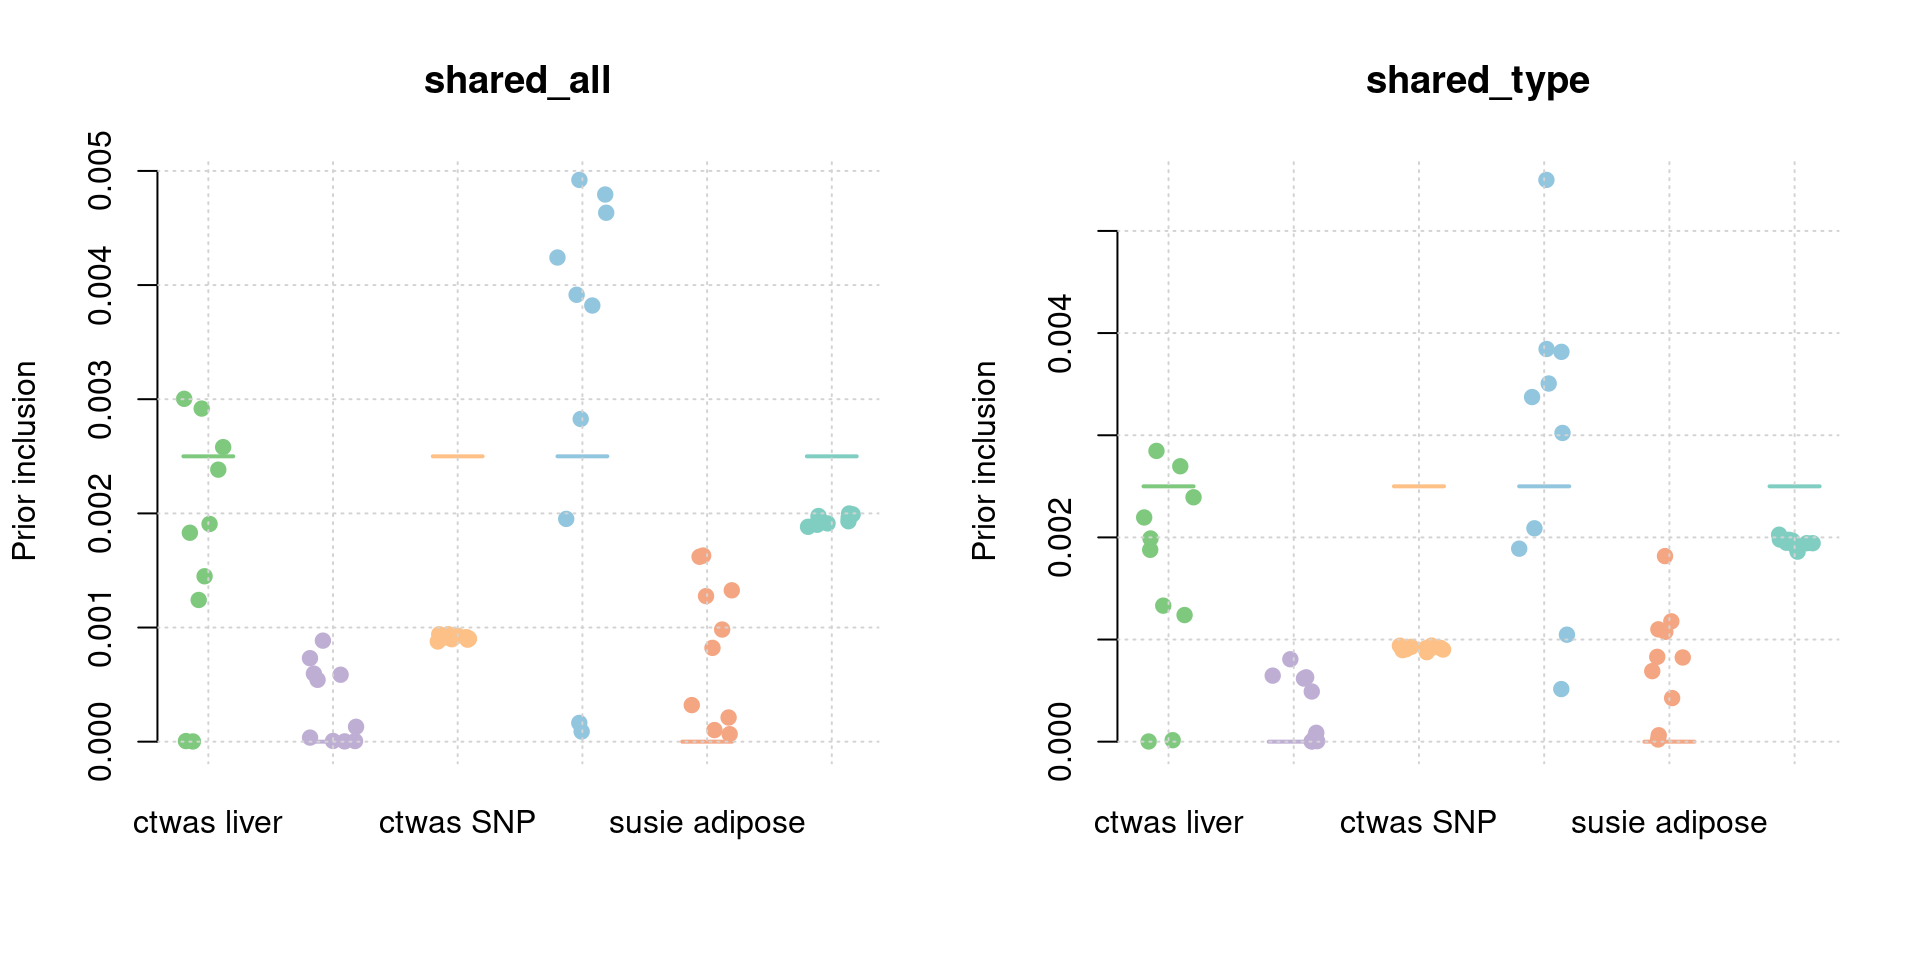 shared_all
Prior inclusion
0.005
0.004
0.003
0.002
0.001
0.000
ctwas liver
ctwas SNP
susie adipose
shared_type
Prior inclusion
0.004
0.002
0.000
ctwas liver
ctwas SNP
susie adipose